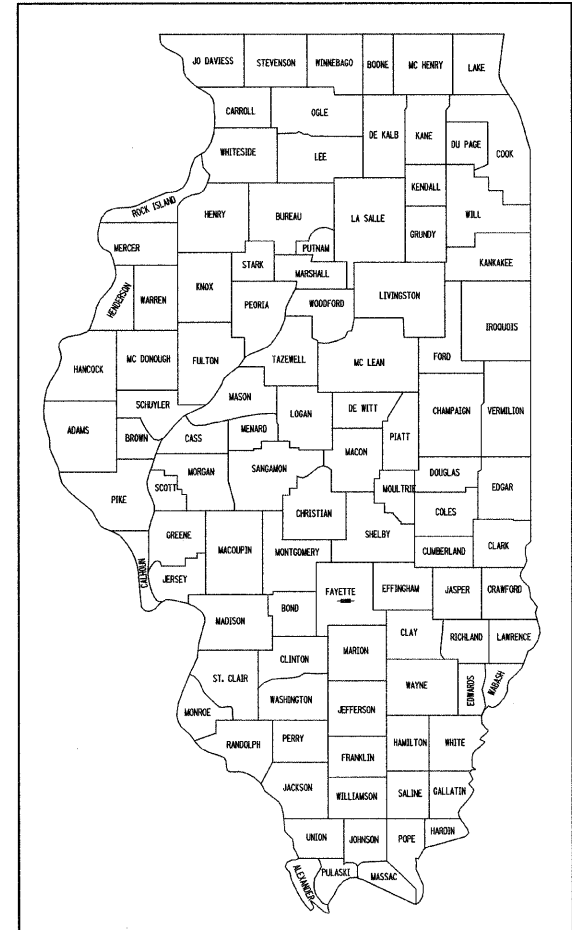 JO DAVIESS
STEVENSON
WINNEBAGO
BOONE
MC HENRY
LAKE
CARROLL
OGLE
DE KALB
KANE
DU PAGE
COOK
WHITESIDE
LEE
KENDALL
ROCK ISLAND
HENRY
BUREAU
LA SALLE
WILL
GRUNDY
MERCER
PUTNAM
STARK
MARSHALL
KANKAKEE
HENDERSON
WARREN
KNOX
PEORIA
WOODFORD
LIVINGSTON
IROQUOIS
HANCOCK
MC DONOUGH
FULTON
TAZEWELL
MC LEAN
FORD
MASON
SCHUYLER
LOGAN
DE WITT
CHAMPAIGN
VERMILION
ADAMS
BROWN
CASS
MENARD
PIATT
MACON
MORGAN
SANGAMON
DOUGLAS
PIKE
SCOTT
MOULTRIE
EDGAR
CHRISTIAN
COLES
GREENE
MACOUPIN
MONTGOMERY
SHELBY
CUMBERLAND
CLARK
CALHOUN
JERSEY
FAYETTE
EFFINGHAM
JASPER
CRAWFORD
MADISON
BOND
CLAY
RICHLAND
LAWRENCE
CLINTON
MARION
ST. CLAIR
WAYNE
EDWARDS
WABASH
WASHINGTON
MONROE
JEFFERSON
RANDOLPH
PERRY
HAMILTON
WHITE
FRANKLIN
JACKSON
WILLIAMSON
SALINE
GALLATIN
UNION
JOHNSON
POPE
HARDIN
ALEXANDER
PULASKI
MASSAC